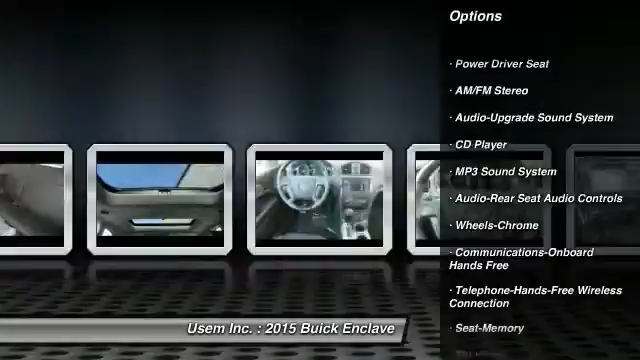 Options
· Power Driver Seat
· AM/FM Stereo
· Audio-Upgrade Sound System
· CD Player
· MP3 Sound System
· Audio-Rear Seat Audio Controls
· Wheels-Chrome
· Communications-Onboard
Hands Free
· Telephone-Hands-Free Wireless
Connection
· Seat-Memory
Usem Inc. : 2015 Buick Enclave